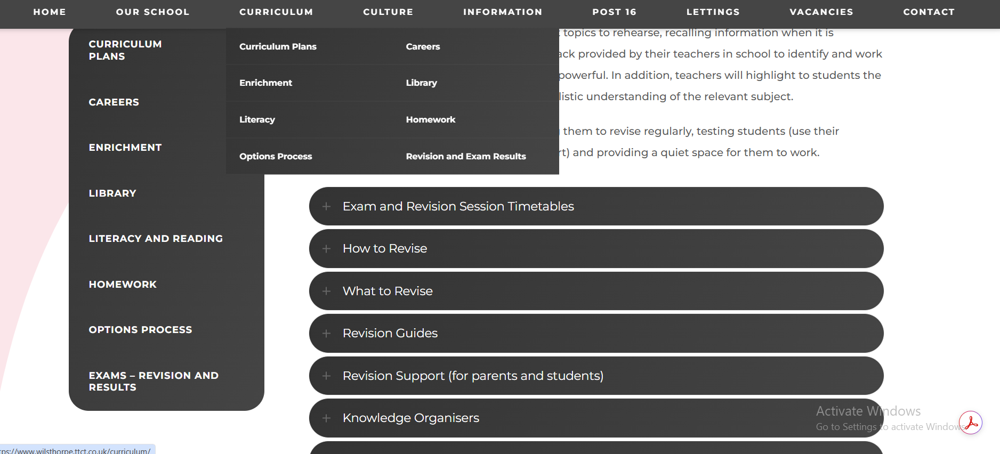 HOME OUR SCHOOL CURRICULUM CULTURE INFORMATION POST 16 LETTINGS VACANCIES CONTACT
CURRICULUM
PLANS
CAREERS
ENRICHMENT
LIBRARY
LITERACY AND READING
HOMEWORK
OPTIONS PROCESS
EXAMS – REVISION AND
RESULTS
Curriculum Plans Careers
Enrichment Library
Literacy Homework
Options Process Revision and Exam Results
topics to rehearse, recalling information when it is
ack provided by their teachers in school to identify and work
powerful. In addition, teachers will highlight to students the
listic understanding of the relevant subject.
them to revise regularly, testing students (use their
rt) and providing a quiet space for them to work.
+ Exam and Revision Session Timetables
+ How to Revise
+ What to Revise
+ Revision Guides
+ Revision Support (for parents and students)
+ Knowledge Organisers
Activate Windows
Go to Settings to activate Windows
tps://www.wilsthorpe.ttct.co.uk/curriculum/